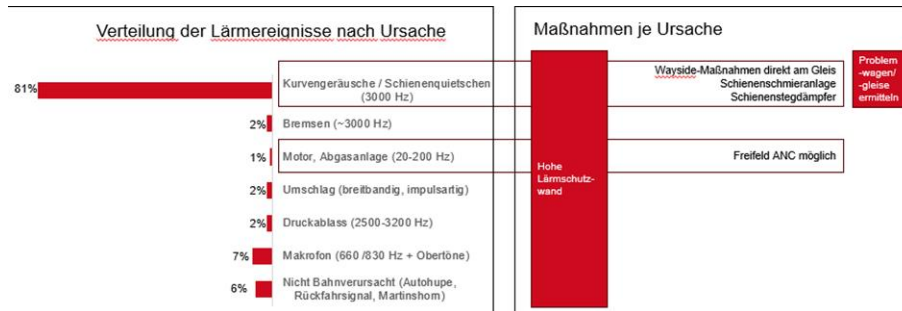 Verteilung der Lärmereignisse nach Ursache
81%
Kurvengeräusche / Schienenquietschen
(3000 Hz)
2%
Bremsen (~3000 Hz)
1%
Motor, Abgasanlage (20-200 Hz)
2%
Umschlag (breitbandig, impulsartig)
2%
Druckablass (2500-3200 Hz)
7%
Makrofon (660 /830 Hz + Obertöne)
6%
Nicht Bahnverursacht (Autohupe,
Rückfahrsignal, Martinshorn)
Maßnahmen je Ursache
Hohe
Lärmschutz-
wand
Wayside-Maßnahmen direkt am Gleis
Schienenschmieranlage
Schienenstegdämpfer
Problem
-wagen/
-gleise
ermitteln
Freifeld ANC möglich